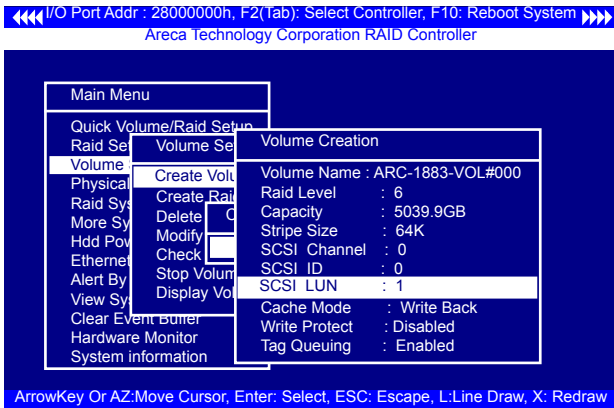 I/O Port Addr : 28000000h, F2(Tab): Select Controller, F10: Reboot System
Areca Technology Corporation RAID Controller
Main Menu
Quick Volume/Raid Setup
Raid Set
Volume
Physical
Raid Sys
More Sy
Hdd Pow
Ethernet
Alert By
View Sys
Clear Event Buffer
Hardware Monitor
System information
Volume Se
Create Volu
Create Rai
Delete
Modify
Check
Stop Volum
Display Vol
C
Volume Creation
Volume Name : ARC-1883-VOL#000
Raid Level : 6
Capacity : 5039.9GB
Stripe Size : 64K
SCSI Channel : 0
SCSI ID : 0
SCSI LUN : 1
Cache Mode : Write Back
Write Protect : Disabled
Tag Queuing : Enabled
ArrowKey Or AZ:Move Cursor, Enter: Select, ESC: Escape, L:Line Draw, X: Redraw